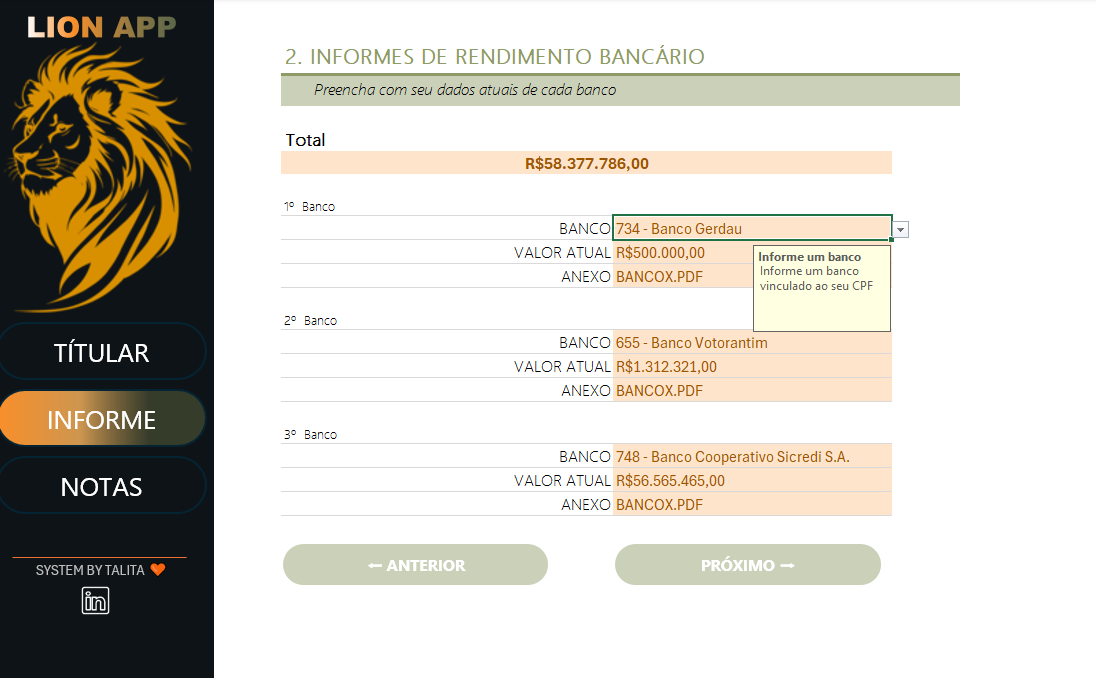 LION APP
TÍTULAR
INFORME
NOTAS
SYSTEM BY TALITA
in
2. INFORMES DE RENDIMENTO BANCÁRIO
Preencha com seu dados atuais de cada banco
Total
R$58.377.786,00
1º Banco
BANCO 734 - Banco Gerdau
VALOR ATUAL R$500.000,00
ANEXO BANCOX.PDF
Informe um banco
Informe um banco
vinculado ao seu CPF
2º Banco
BANCO 655 - Banco Votorantim
VALOR ATUAL R$1.312.321,00
ANEXO BANCOX.PDF
3º Banco
BANCO 748 - Banco Cooperativo Sicredi S.A.
VALOR ATUAL R$56.565.465,00
ANEXO BANCOX.PDF
← ANTERIOR
PRÓXIMO →